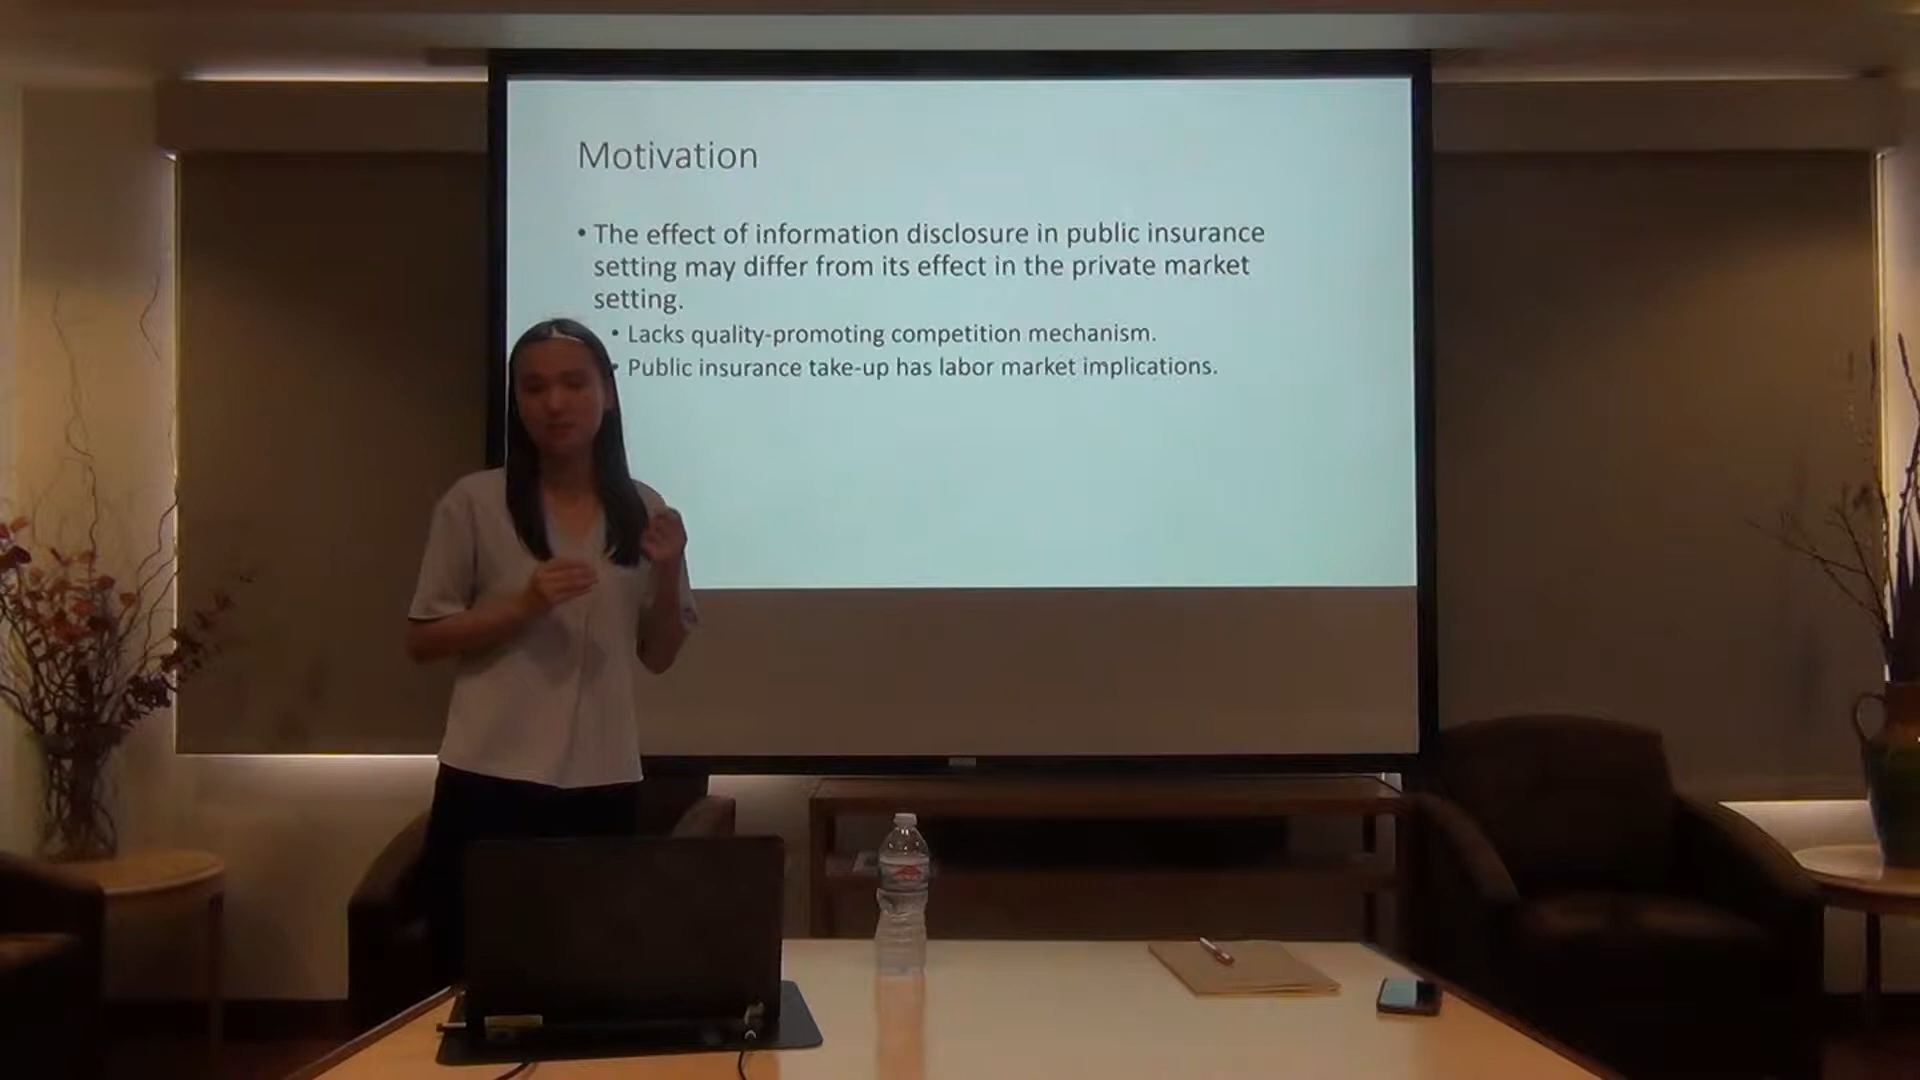 Motivation
• The effect of information disclosure in public insurance
setting may differ from its effect in the private market
setting.
• Lacks quality-promoting competition mechanism.
• Public insurance take-up has labor market implications.